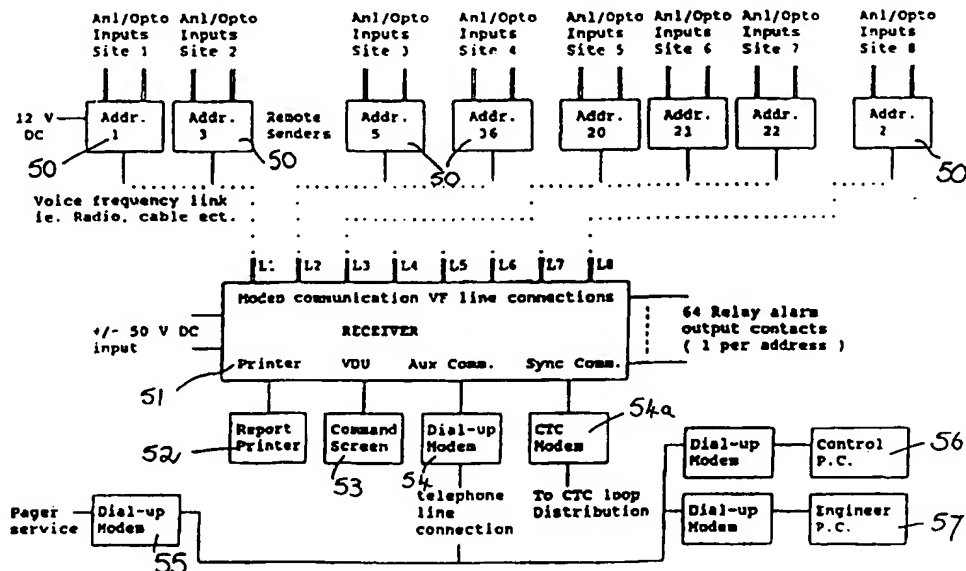 Anl/Opto Anl/Opto Anl/Opto Anl/Opto Anl/Opto Anl/Opto Anl/Opto Anl/Opto
Inputs Inputs Inputs Inputs Inputs Inputs Inputs Inputs
Site 1 Site 2 Site 3 Site 4 Site 5 Site 6 Site 7 Site 8
12 V DC
Addr. 1
Addr. 3
Remote Senders
Addr. 5
Addr. 36
Addr. 20
Addr. 21
Addr. 22
Addr. 2
50 50 50 50
Voice frequency link
ie. Radio, cable ect.
L1 L2 L3 L4 L5 L6 L7 L8
Modem communication VF line connections
+/- 50 V DC
input
RECEIVER
64 Relay alarm
output contacts
( 1 per address )
Printer VDU Aux Comm. Sync Comm.
51
Report
Printer
52
Command
Screen
53
Dial-up
Modem
54
CTC
Modem
54a
telephone
line
connection
To CTC loop
Distribution
Dial-up
Modem
Control
P.C.
56
Dial-up
Modem
Engineer
P.C.
57
Pager
service
Dial-up
Modem
55